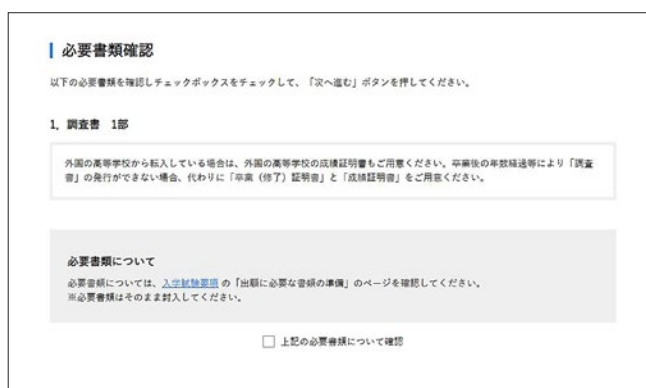 必要書類確認
以下の必要書類を確認しチェックボックスをチェックして、「次へ進む」ボタンを押してください。
1、調査書 1部
外国の高等学校から転入している場合は、外国の高等学校の成績証明書もご用意ください。卒業後の年数経過等により「調査
書」の発行ができない場合、代わりに「卒業（修了）証明書」と「成績証明書」をご用意ください。
必要書類について
必要書類については、入学試験要項 の「出願に必要な書類の準備」のページを確認してください。
※必要書類はそのまま封入してください。
上記の必要書類について確認